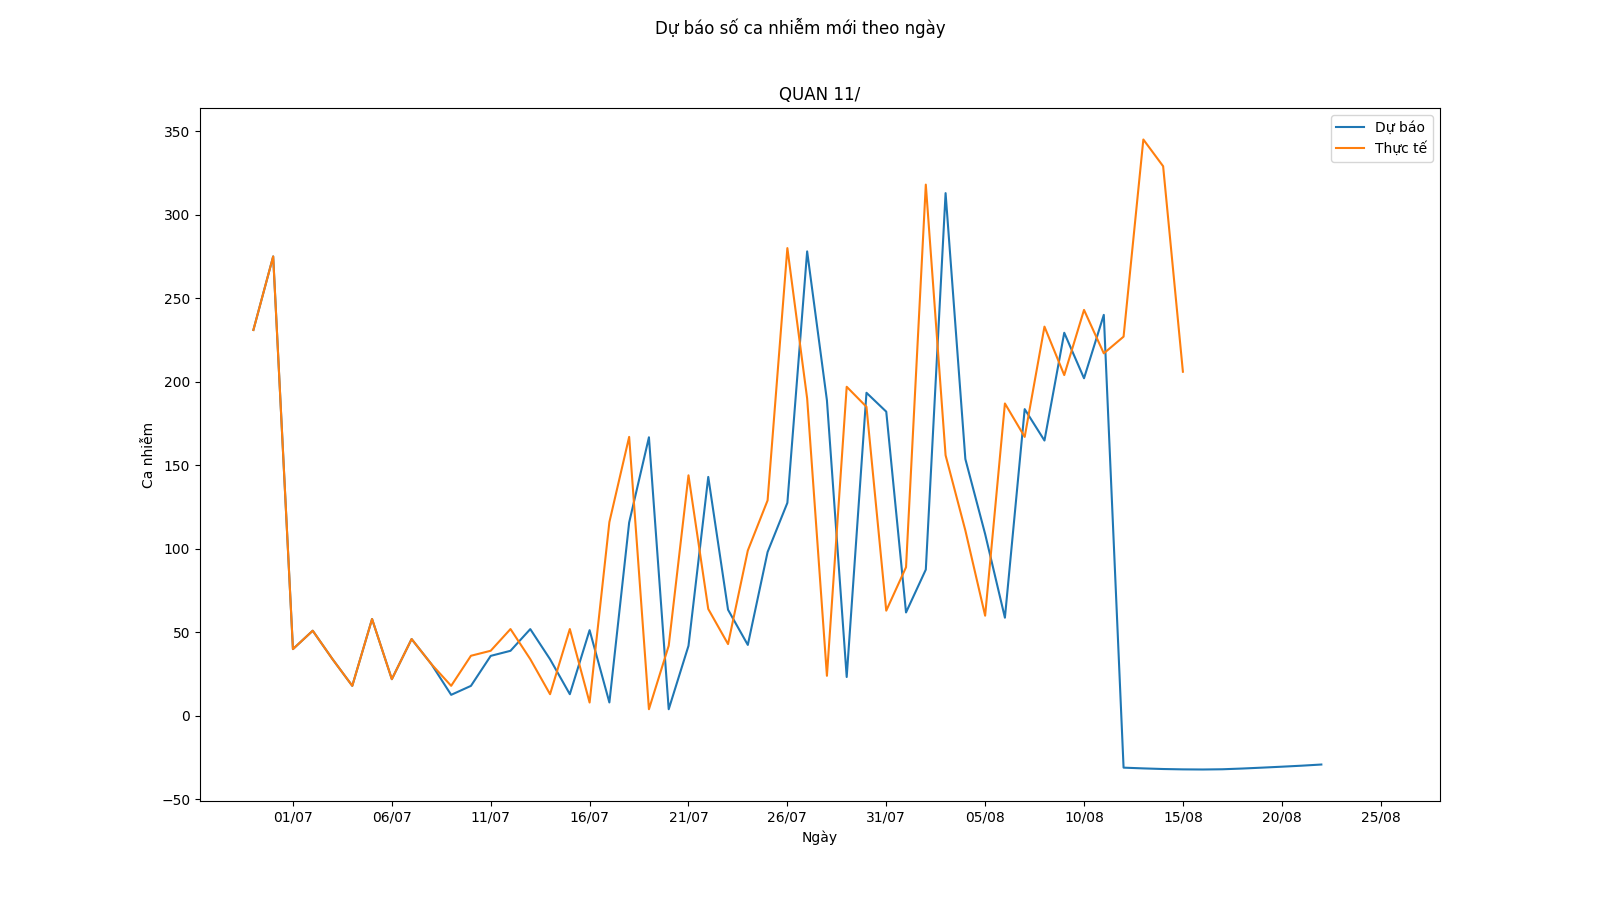 Dự báo số ca nhiễm mới theo ngày
QUAN 11/
Dự báo
Thực tế
350
300
250
200
150
100
50
0
−50
Ca nhiễm
01/07 06/07 11/07 16/07 21/07 26/07 31/07 05/08 10/08 15/08 20/08 25/08
Ngày